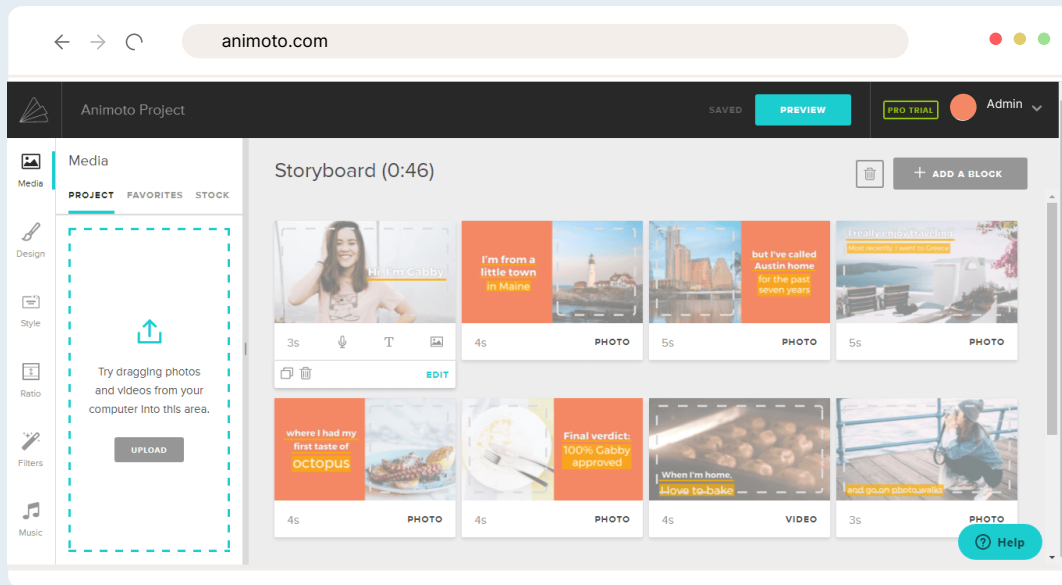 animoto.com
Animoto Project
SAVED
PREVIEW
PRO TRIAL
Admin
Media
Design
Style
Ratio
Filters
Music
Media
PROJECT FAVORITES STOCK
Try dragging photos
and videos from your
computer into this area.
UPLOAD
Storyboard (0:46)
+ ADD A BLOCK
Hi, I'm Gabby
3s T
EDIT
I'm from a
little town
in Maine
4s PHOTO
but I've called
Austin home
for the past
seven years
5s PHOTO
I really enjoy traveling.
Most recently, I went to Greece
5s PHOTO
where I had my
first taste of
octopus
4s PHOTO
Final verdict:
100% Gabby
approved
4s PHOTO
When I'm home,
I love to bake
4s VIDEO
and go on photo walks
3s PHOTO
? Help